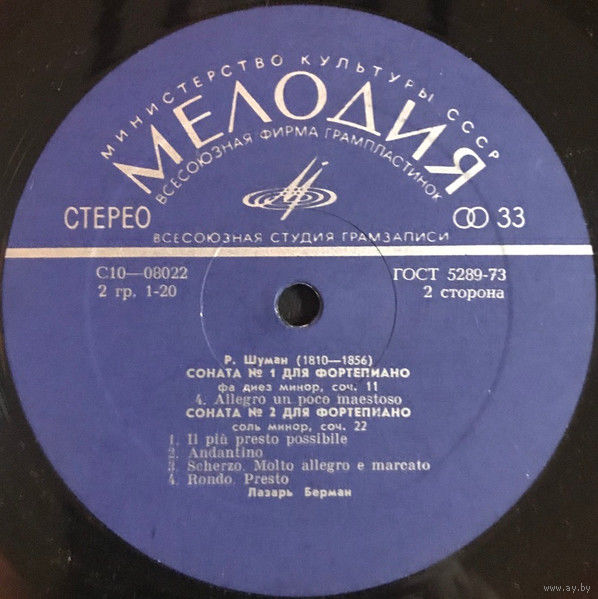 МИНИСТЕРСТВО КУЛЬТУРЫ СССР
МЕЛОДИЯ
ВСЕСОЮЗНАЯ ФИРМА ГРАМПЛАСТИНОК
СТЕРЕО
33
ВСЕСОЮЗНАЯ СТУДИЯ ГРАМЗАПИСИ
С10—08022
ГОСТ 5289-73
2 гр. 1-20
2 сторона
Р. Шуман (1810—1856)
СОНАТА № 1 ДЛЯ ФОРТЕПИАНО
фа диез минор, соч. 11
4. Allegro un poco maestoso
СОНАТА № 2 ДЛЯ ФОРТЕПИАНО
соль минор, соч. 22
1. Il più presto possibile
2. Andantino
3. Scherzo. Molto allegro e marcato
4. Rondo. Presto
Лазарь Берман
www.ay.by